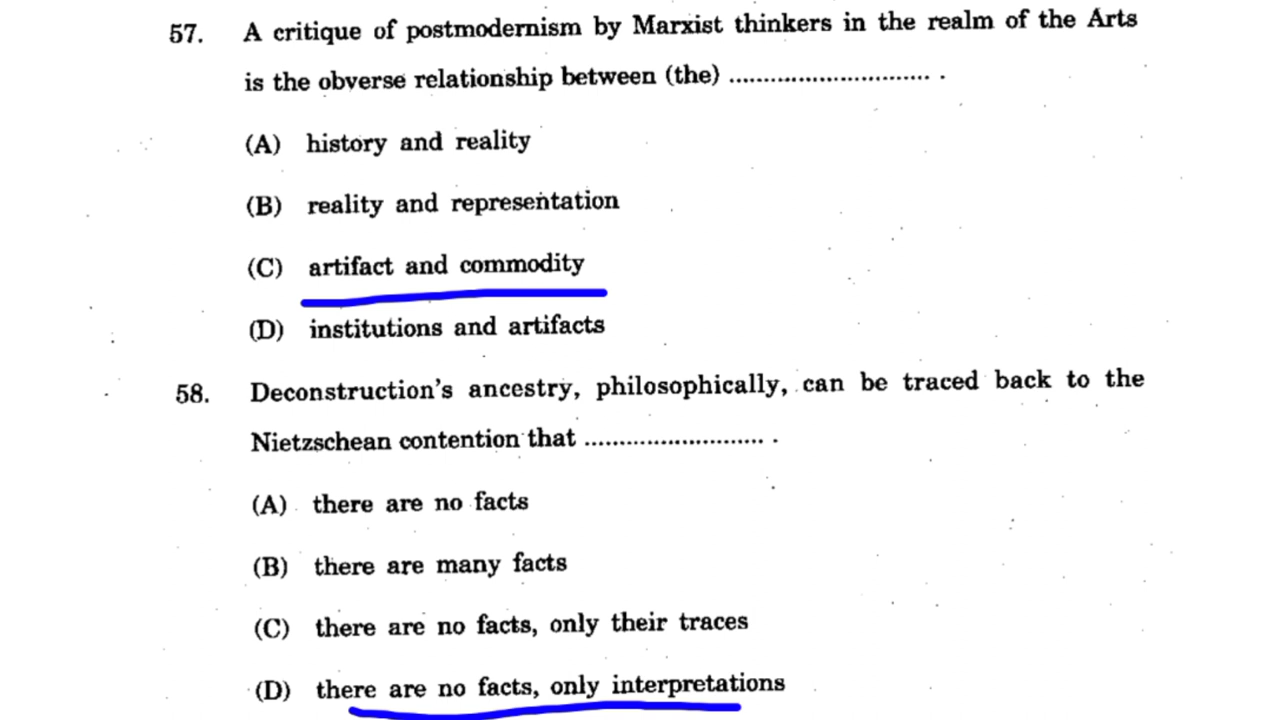 57. A critique of postmodernism by Marxist thinkers in the realm of the Arts
is the obverse relationship between (the) ............................. .
(A) history and reality
(B) reality and representation
(C) artifact and commodity
(D) institutions and artifacts
58. Deconstruction's ancestry, philosophically, can be traced back to the
Nietzschean contention that .......................... .
(A) there are no facts
(B) there are many facts
(C) there are no facts, only their traces
(D) there are no facts, only interpretations